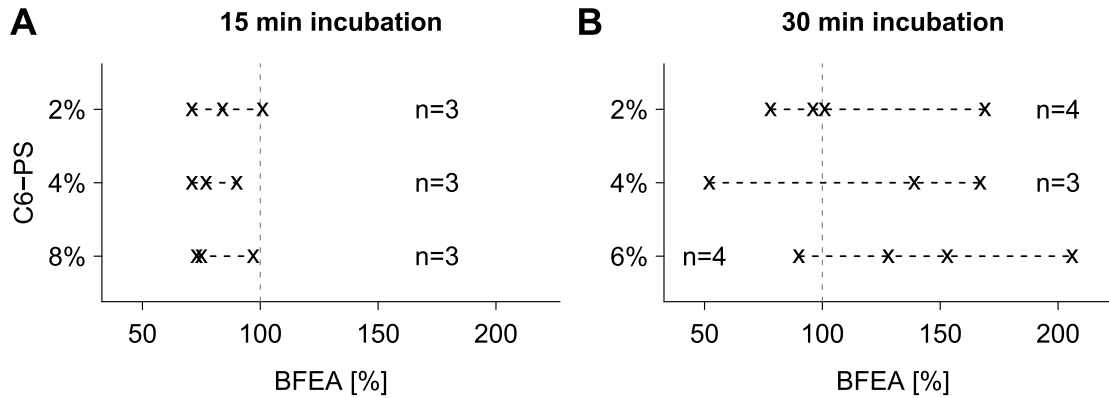 A
15 min incubation
C6−PS
2%
n=3
4%
n=3
8%
n=3
50 100 150 200
BFEA [%]
B
30 min incubation
2%
n=4
4%
n=3
6%
n=4
50 100 150 200
BFEA [%]